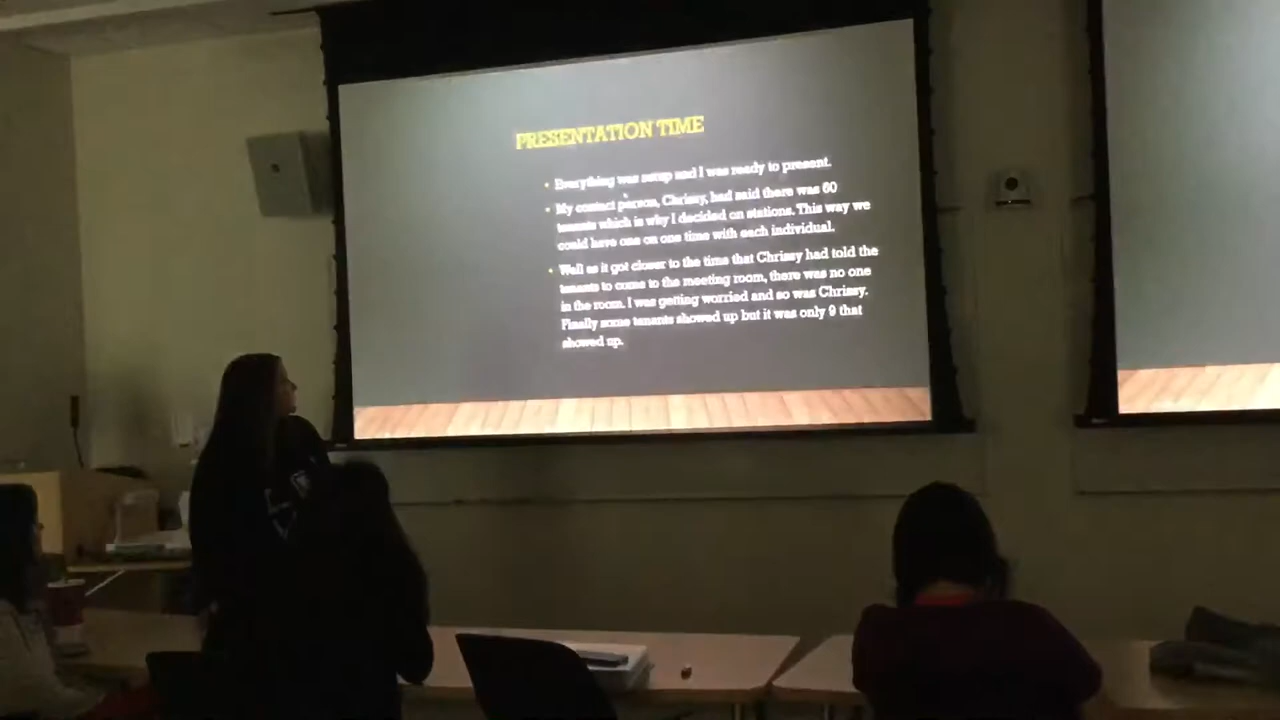 PRESENTATION TIME
Everything was setup and I was ready to present.
My contact person, Chrissy, had said there was 60
tenants which is why I decided on stations. This way we
could have one on one time with each individual.
Well as it got closer to the time that Chrissy had told the
tenants to come to the meeting room, there was no one
in the room. I was getting worried and so was Chrissy.
Finally some tenants showed up but it was only 9 that
showed up.